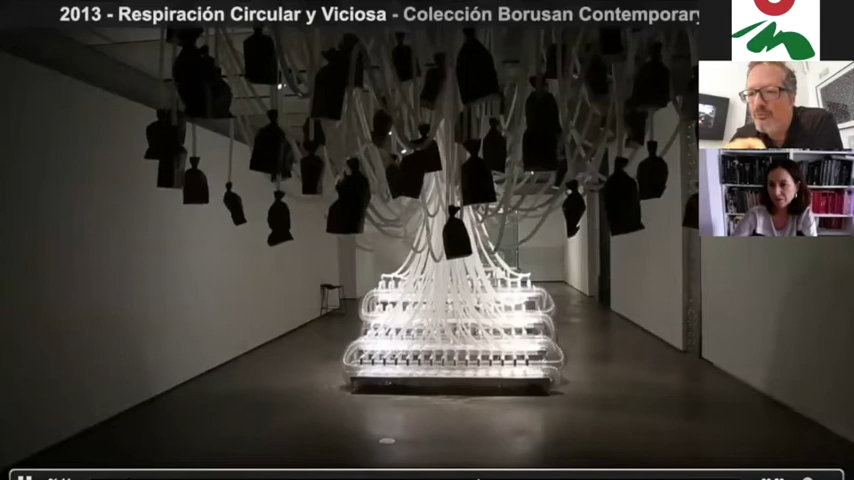 2013 - Respiración Circular y Viciosa - Colección Borusan Contemporary